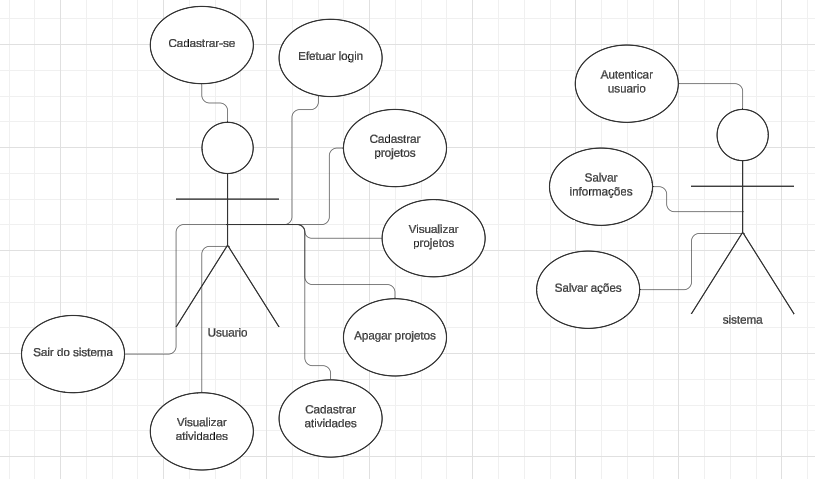 Cadastrar-se
Efetuar login
Cadastrar
projetos
Visualizar
projetos
Apagar projetos
Cadastrar
atividades
Visualizar
atividades
Sair do sistema
Usuario
Autenticar
usuario
Salvar
informações
Salvar ações
sistema